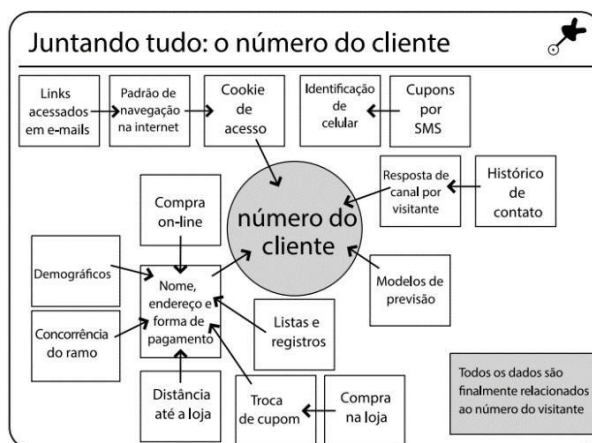 Juntando tudo: o número do cliente
Links
acessados
em e-mails
Padrão de
navegação
na internet
Cookie
de
acesso
Identificação
de
celular
Cupons
por
SMS
Compra
on-line
número do
cliente
Resposta
de
canal por
visitante
Histórico
de
contato
Demográficos
Nome,
endereço e
forma de
pagamento
Modelos de
previsão
Concorrência
do ramo
Listas e
registros
Distância
até a loja
Troca
de cupom
Compra
na loja
Todos os dados são
finalmente relacionados
ao número do visitante